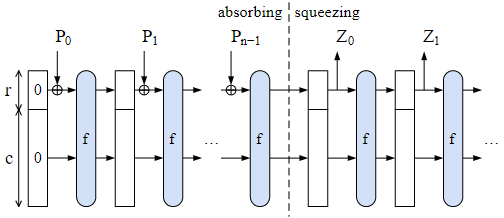 absorbing squeezing
P₀ P₁ Pₙ₋₁ Z₀ Z₁
r 0
f f ... f f f ...
c 0